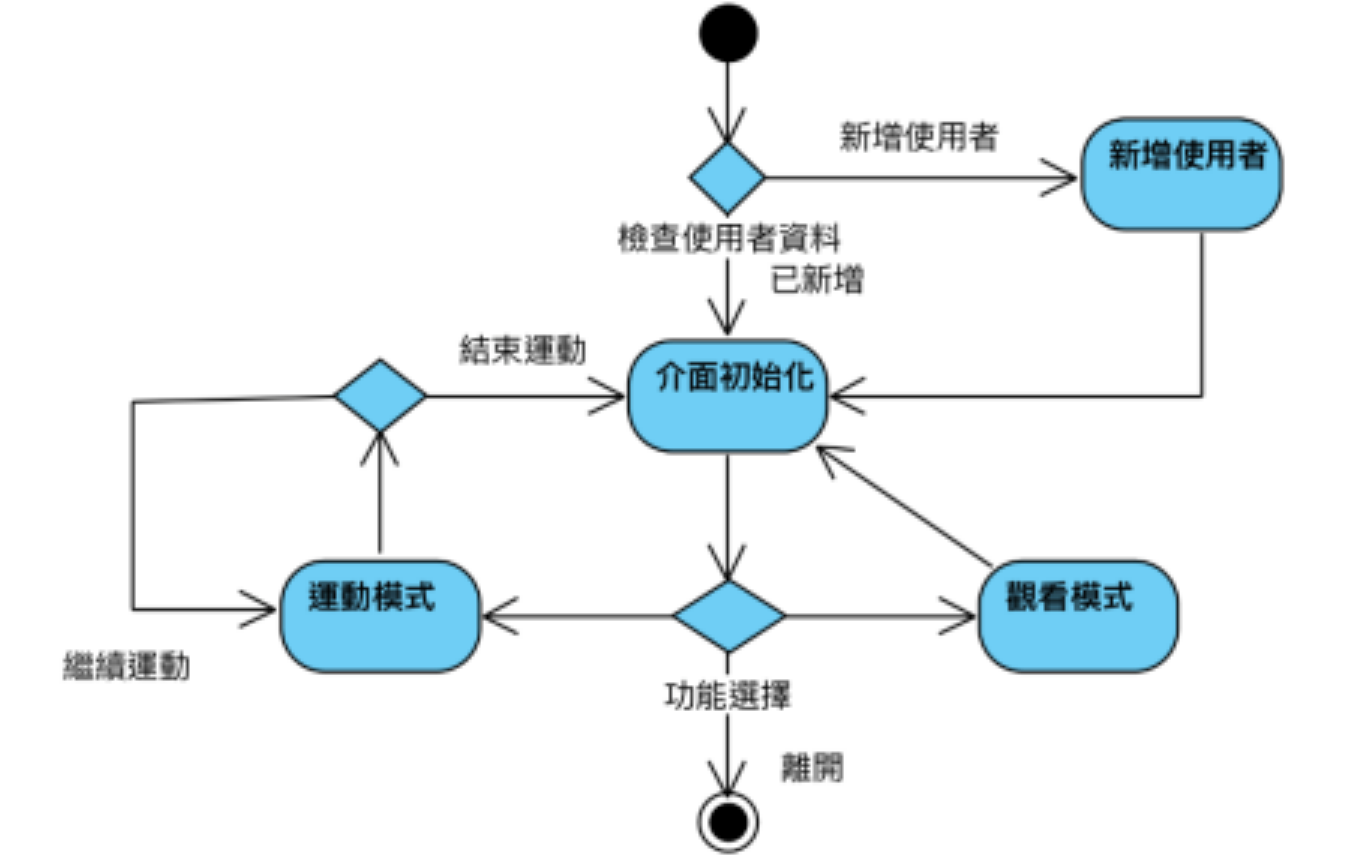 新增使用者
新增使用者
檢查使用者資料
已新增
結束運動
介面初始化
運動模式
觀看模式
繼續運動
功能選擇
離開